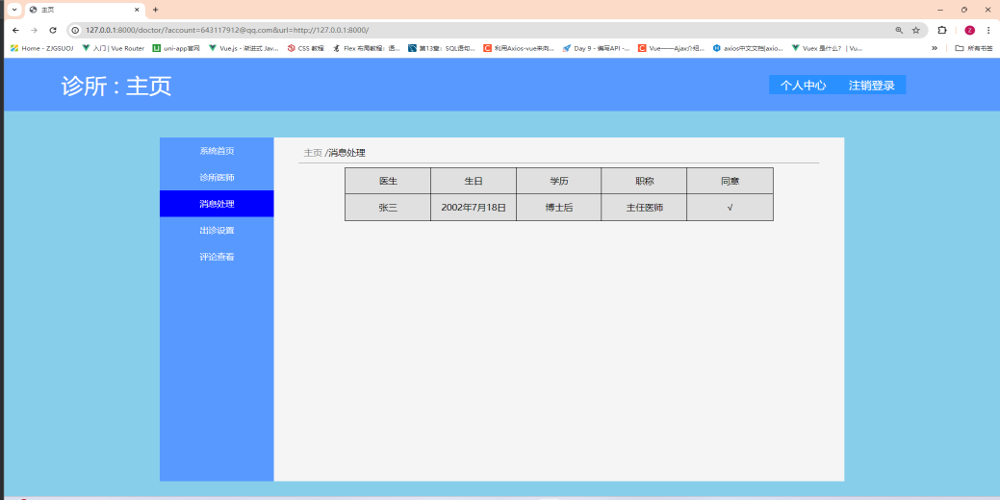 主页
127.0.0.1:8000/doctor/?account=643117912@qq.com&url=http://127.0.0.1:8000/
Home - ZJGSUOJ 入门 | Vue Router uni-app官网 Vue.js - 渐进式 Jav... CSS 教程 Flex 布局教程：语... 第13章：SQL语句... 利用Axios-vue来向... Day 9 - 编写API -... Vue——Ajax介绍... axios中文文档|axio... Vuex 是什么? | Vu... » 所有书签
诊所 : 主页
个人中心 注销登录
系统首页
诊所医师
消息处理
出诊设置
评论查看
主页 /消息处理
医生 生日 学历 职称 同意
张三 2002年7月18日 博士后 主任医师 √